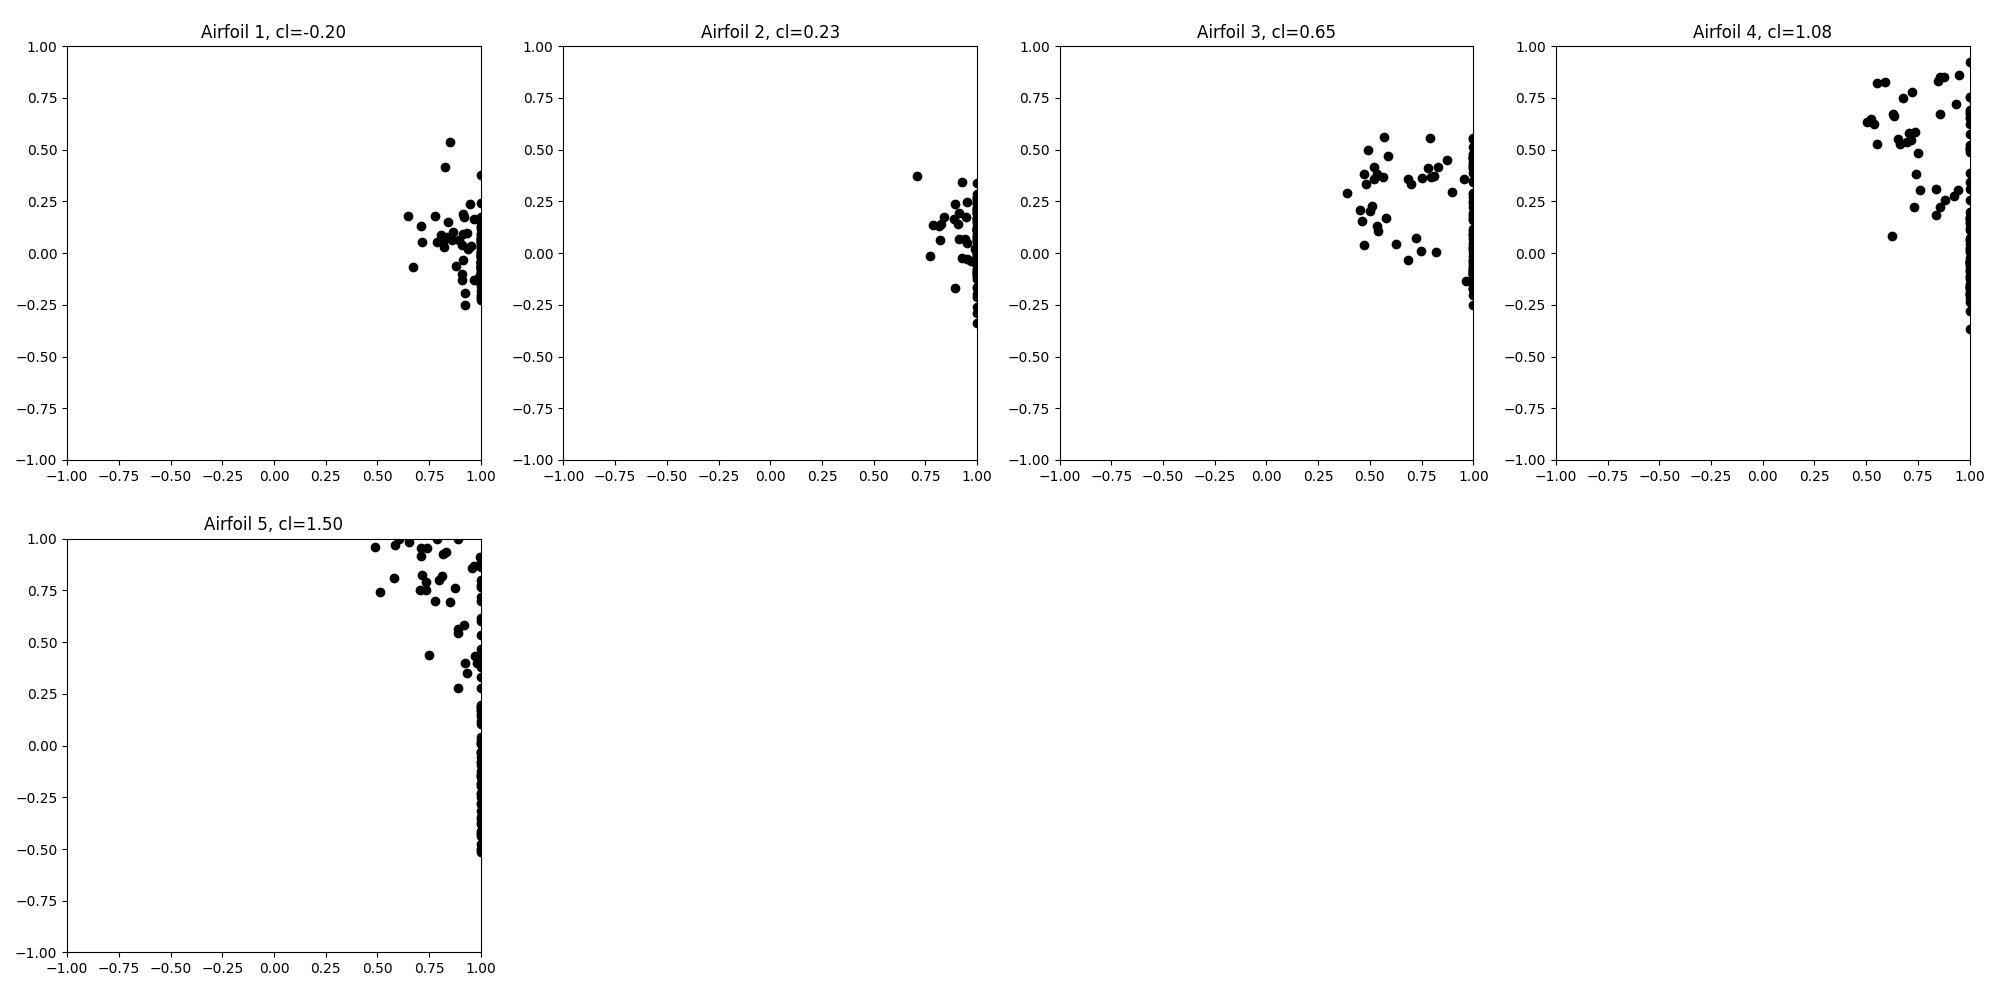 Airfoil 1, cl=-0.20
Airfoil 2, cl=0.23
Airfoil 3, cl=0.65
Airfoil 4, cl=1.08
1.00 1.00 1.00 1.00
0.75 0.75 0.75 0.75
0.50 0.50 0.50 0.50
0.25 0.25 0.25 0.25
0.00 0.00 0.00 0.00
−0.25 −0.25 −0.25 −0.25
−0.50 −0.50 −0.50 −0.50
−0.75 −0.75 −0.75 −0.75
−1.00 −1.00 −1.00 −1.00
−1.00 −0.75 −0.50 −0.25 0.00 0.25 0.50 0.75 1.00
−1.00 −0.75 −0.50 −0.25 0.00 0.25 0.50 0.75 1.00
−1.00 −0.75 −0.50 −0.25 0.00 0.25 0.50 0.75 1.00
−1.00 −0.75 −0.50 −0.25 0.00 0.25 0.50 0.75 1.00
Airfoil 5, cl=1.50
1.00
0.75
0.50
0.25
0.00
−0.25
−0.50
−0.75
−1.00
−1.00 −0.75 −0.50 −0.25 0.00 0.25 0.50 0.75 1.00